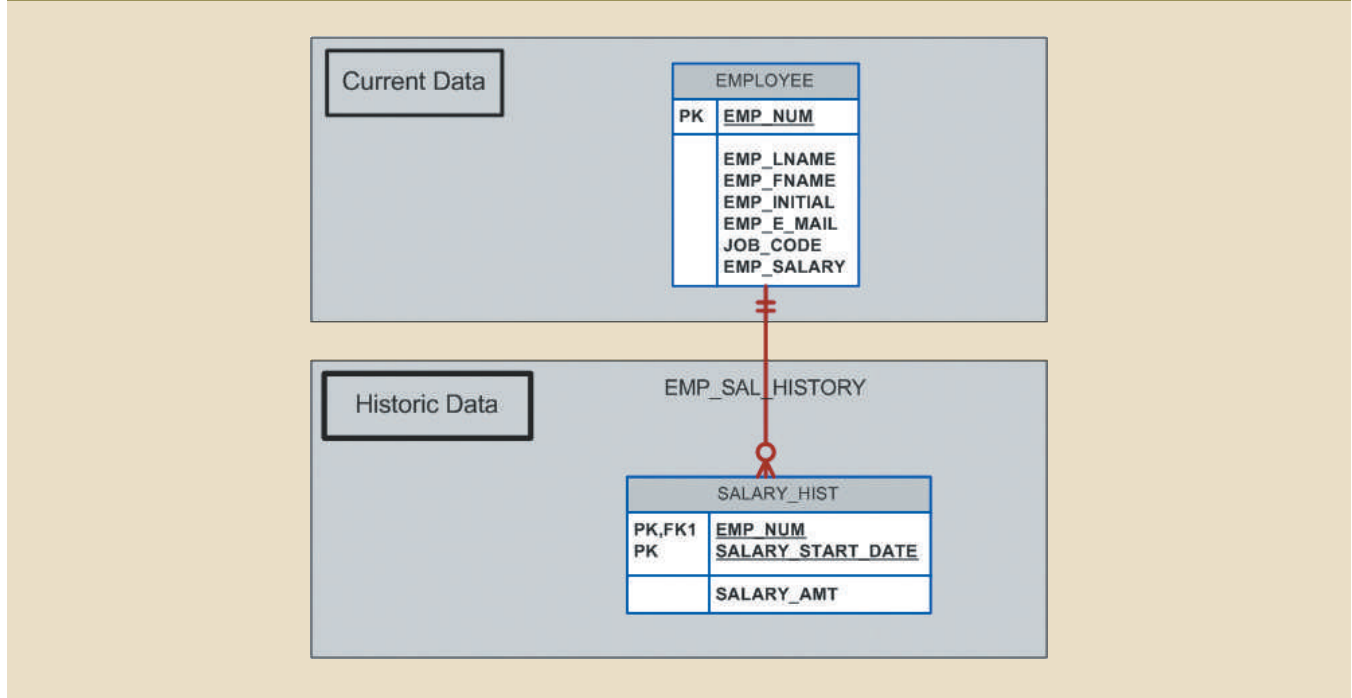 Current Data
EMPLOYEE
PK EMP_NUM
EMP_LNAME
EMP_FNAME
EMP_INITIAL
EMP_E_MAIL
JOB_CODE
EMP_SALARY
Historic Data
EMP_SAL_HISTORY
SALARY_HIST
PK,FK1 EMP_NUM
PK SALARY_START_DATE
SALARY_AMT